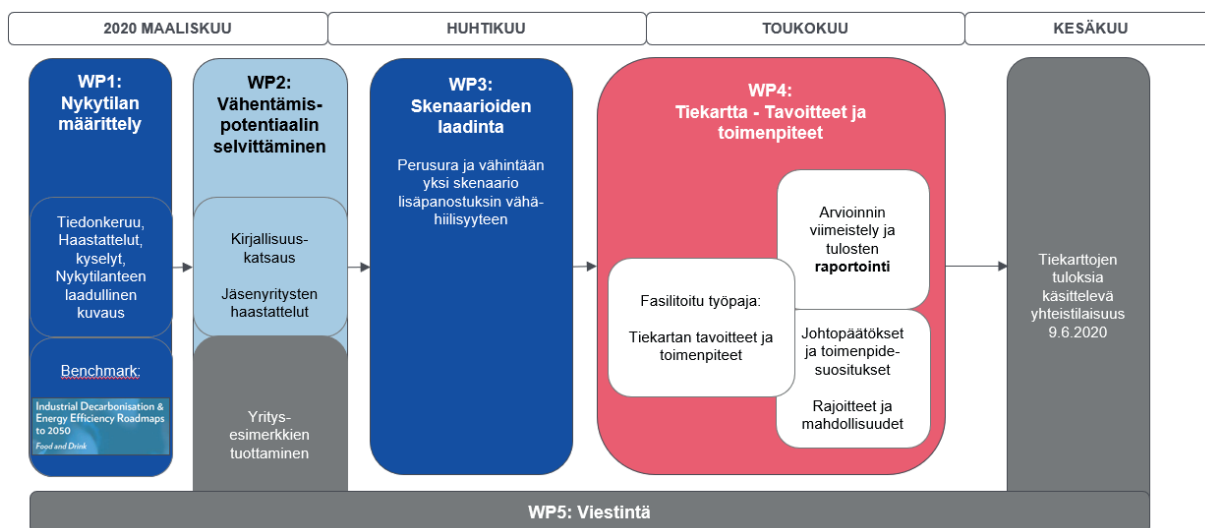 2020 MAALISKUU
HUHTIKUU
TOUKOKUU
KESÄKUU
WP1:
Nykytilan
määrittely
Tiedonkeruu,
Haastattelut,
kyselyt,
Nykytilanteen
laadullinen
kuvaus
Benchmark:
Industrial Decarbonisation &
Energy Efficiency Roadmaps
to 2050
Food and Drink
WP2:
Vähentämis-
potentiaalin
selvittäminen
Kirjallisuus-
katsaus
Jäsenyritysten
haastattelut
Yritys-
esimerkkien
tuottaminen
WP3:
Skenaarioiden
laadinta
Perusura ja vähintään
yksi skenaario
lisäpanostuksin vähä-
hiilisyyteen
WP4:
Tiekartta - Tavoitteet ja
toimenpiteet
Fasilitoitu työpaja:
Tiekartan tavoitteet ja
toimenpiteet
Arvioinnin
viimeistely ja
tulosten
raportointi
Johtopäätökset
ja toimenpide-
suositukset
Rajoitteet ja
mahdollisuudet
Tiekarttojen
tuloksia
käsittelevä
yhteistilaisuus
9.6.2020
WP5: Viestintä